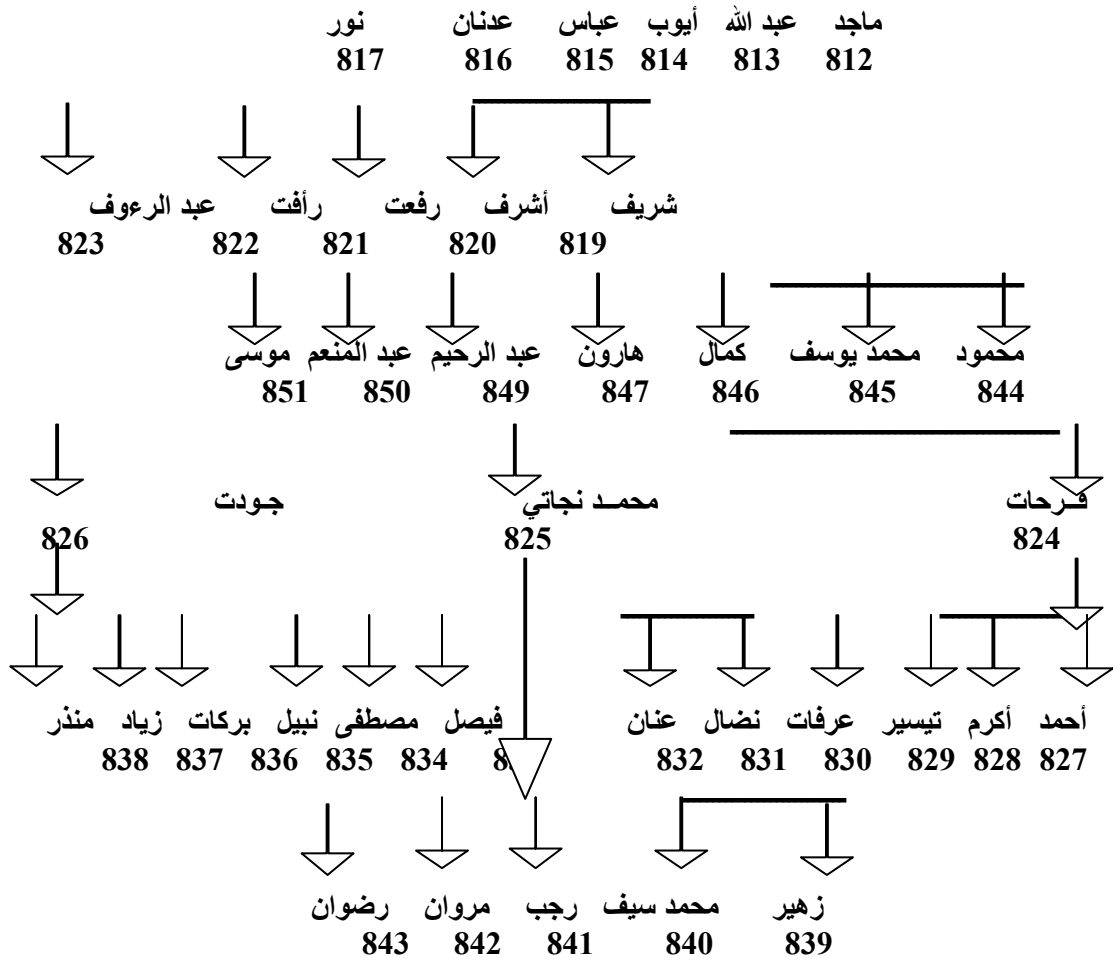 ماجد عبد الله أيوب عباس عدنان نور
812 813 814 815 816 817
شريف أشرف رفعت رأفت عبد الرءوف
819 820 821 822 823
محمود محمد يوسف كمال هارون عبد الرحيم عبد المنعم موسى
844 845 846 847 849 850 851
فـرحات محمــد نجاتي جـودت
824 825 826
أحمد أكرم تيسير عرفات نضال عنان فيصل مصطفى نبيل بركات زياد منذر
827 828 829 830 831 832 834 835 836 837 838
زهير محمد سيف رجب مروان رضوان
839 840 841 842 843